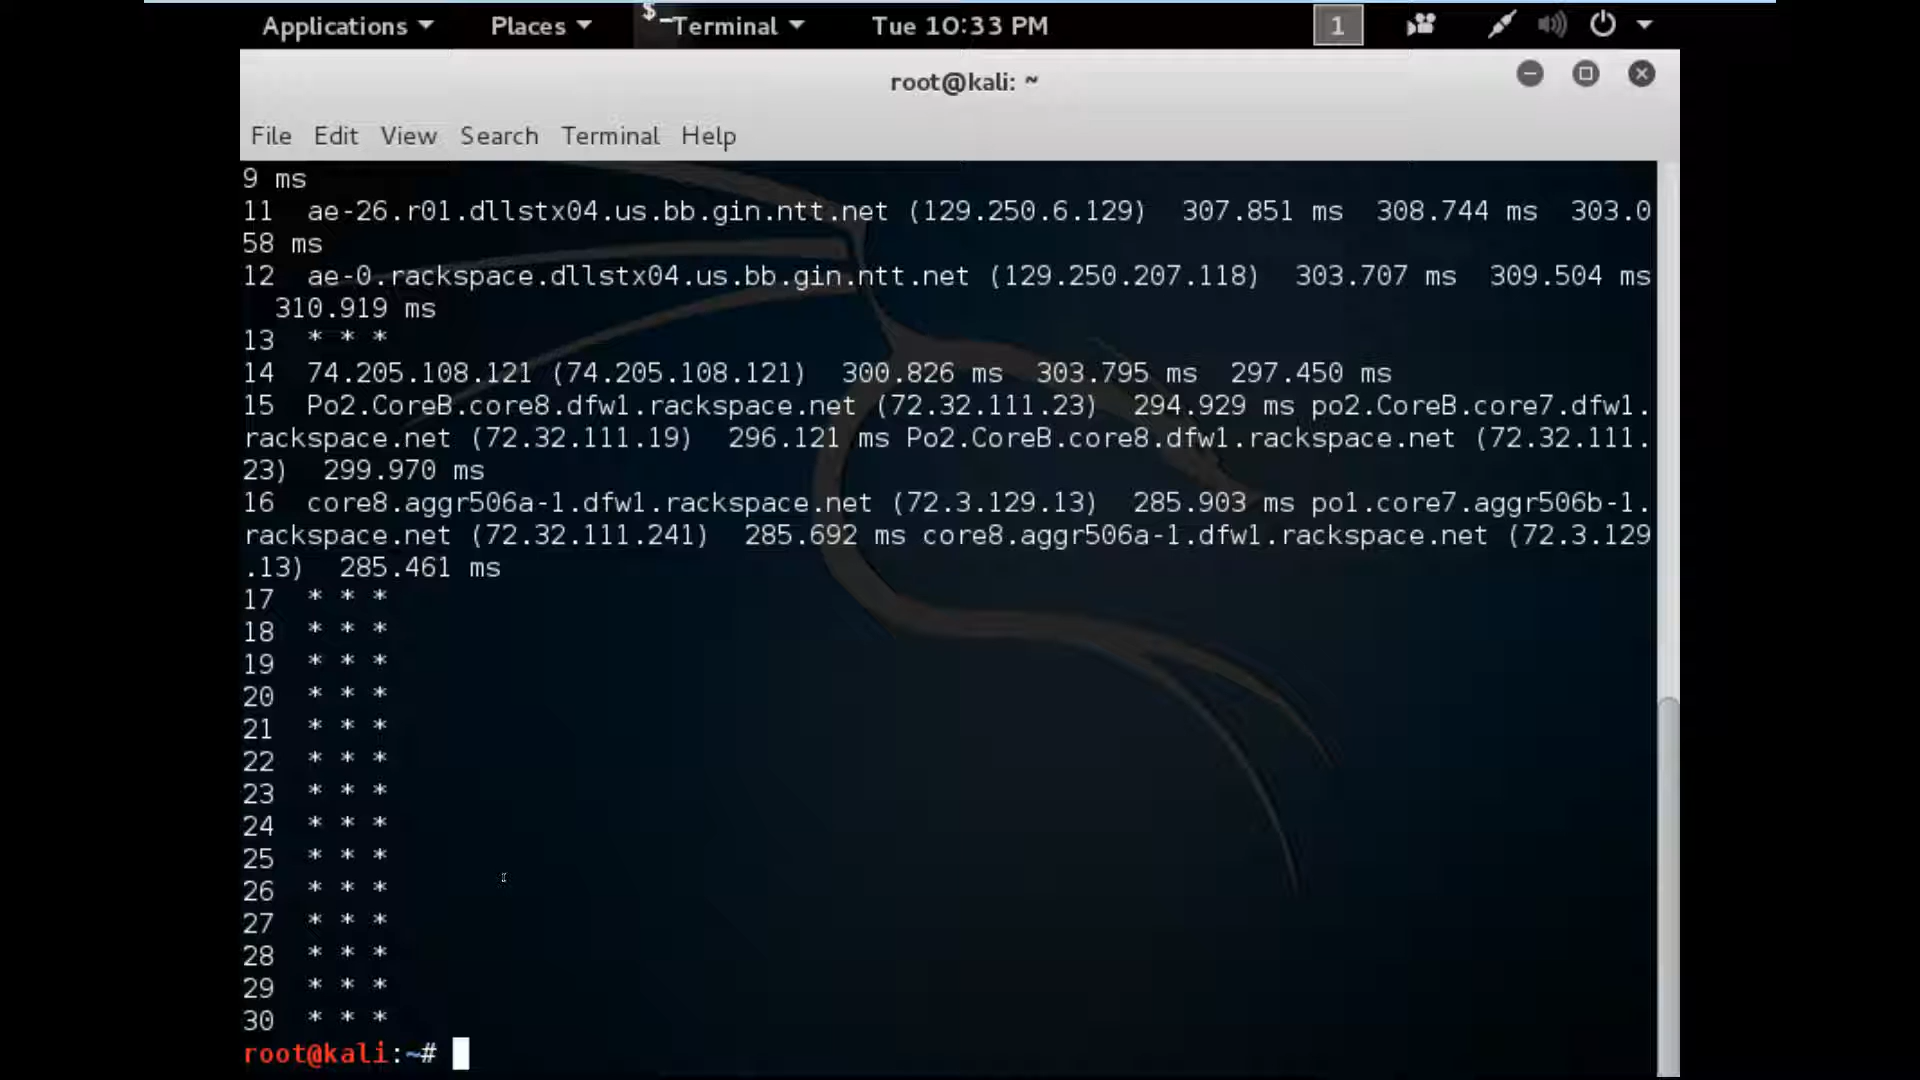 Applications Places $_ Terminal Tue 10:33 PM 1
root@kali: ~
File Edit View Search Terminal Help
9 ms
11  ae-26.r01.dllstx04.us.bb.gin.ntt.net (129.250.6.129)  307.851 ms  308.744 ms  303.0
58 ms
12  ae-0.rackspace.dllstx04.us.bb.gin.ntt.net (129.250.207.118)  303.707 ms  309.504 ms
  310.919 ms
13  * * *
14  74.205.108.121 (74.205.108.121)  300.826 ms  303.795 ms  297.450 ms
15  Po2.CoreB.core8.dfw1.rackspace.net (72.32.111.23)  294.929 ms po2.CoreB.core7.dfw1.
rackspace.net (72.32.111.19)  296.121 ms Po2.CoreB.core8.dfw1.rackspace.net (72.32.111.
23)  299.970 ms
16  core8.aggr506a-1.dfw1.rackspace.net (72.3.129.13)  285.903 ms po1.core7.aggr506b-1.
rackspace.net (72.32.111.241)  285.692 ms core8.aggr506a-1.dfw1.rackspace.net (72.3.129
.13)  285.461 ms
17  * * *
18  * * *
19  * * *
20  * * *
21  * * *
22  * * *
23  * * *
24  * * *
25  * * *
26  * * *
27  * * *
28  * * *
29  * * *
30  * * *
root@kali:~#